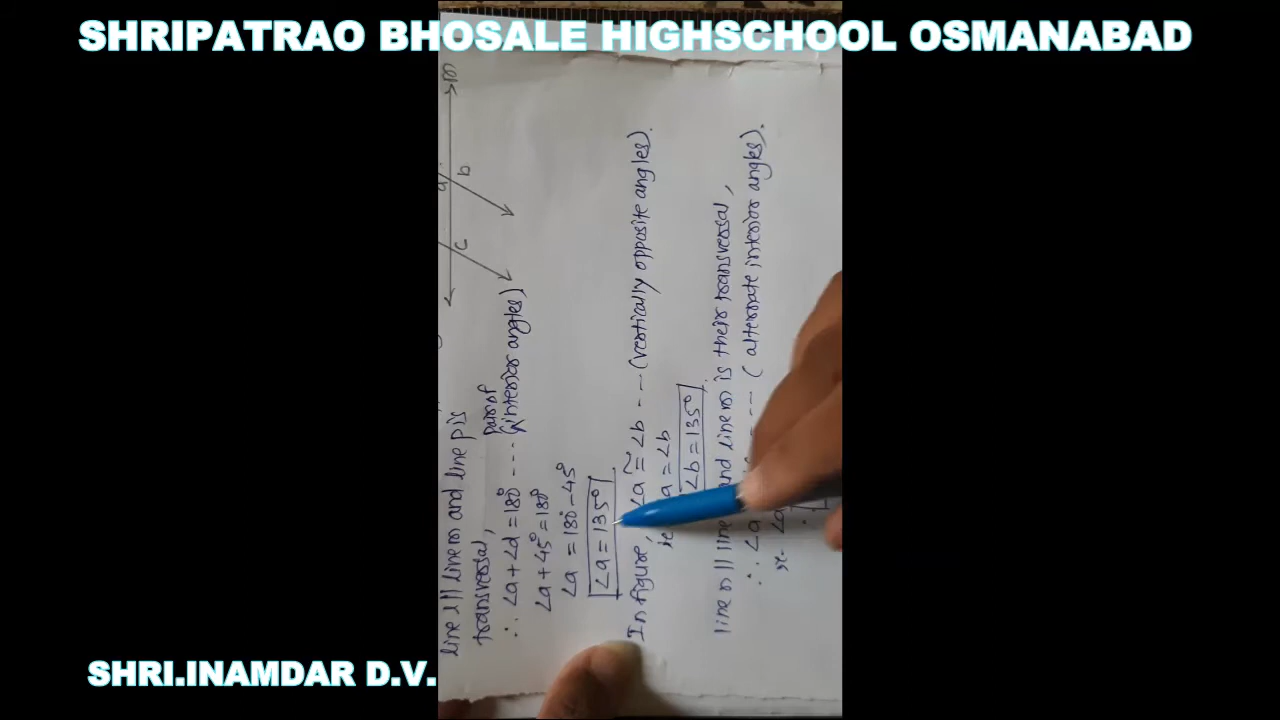 SHRIPATRAO BHOSALE HIGHSCHOOL OSMANABAD
m
a
b
c
line l || line m and line p is
transversal,
∴ ∠a + ∠d = 180° --- (pair of interior angles)
∠a + 45° = 180°
∠a = 180° - 45°
∠a = 135°
In figure, ∠a ≅ ∠b --- (vertically opposite angles).
ie ∠a = ∠b
∠b = 135°
line n || line and line m is their transversal,
∴ ∠a ---- (alternate interior angles).
ie ∠a
SHRI.INAMDAR D.V.